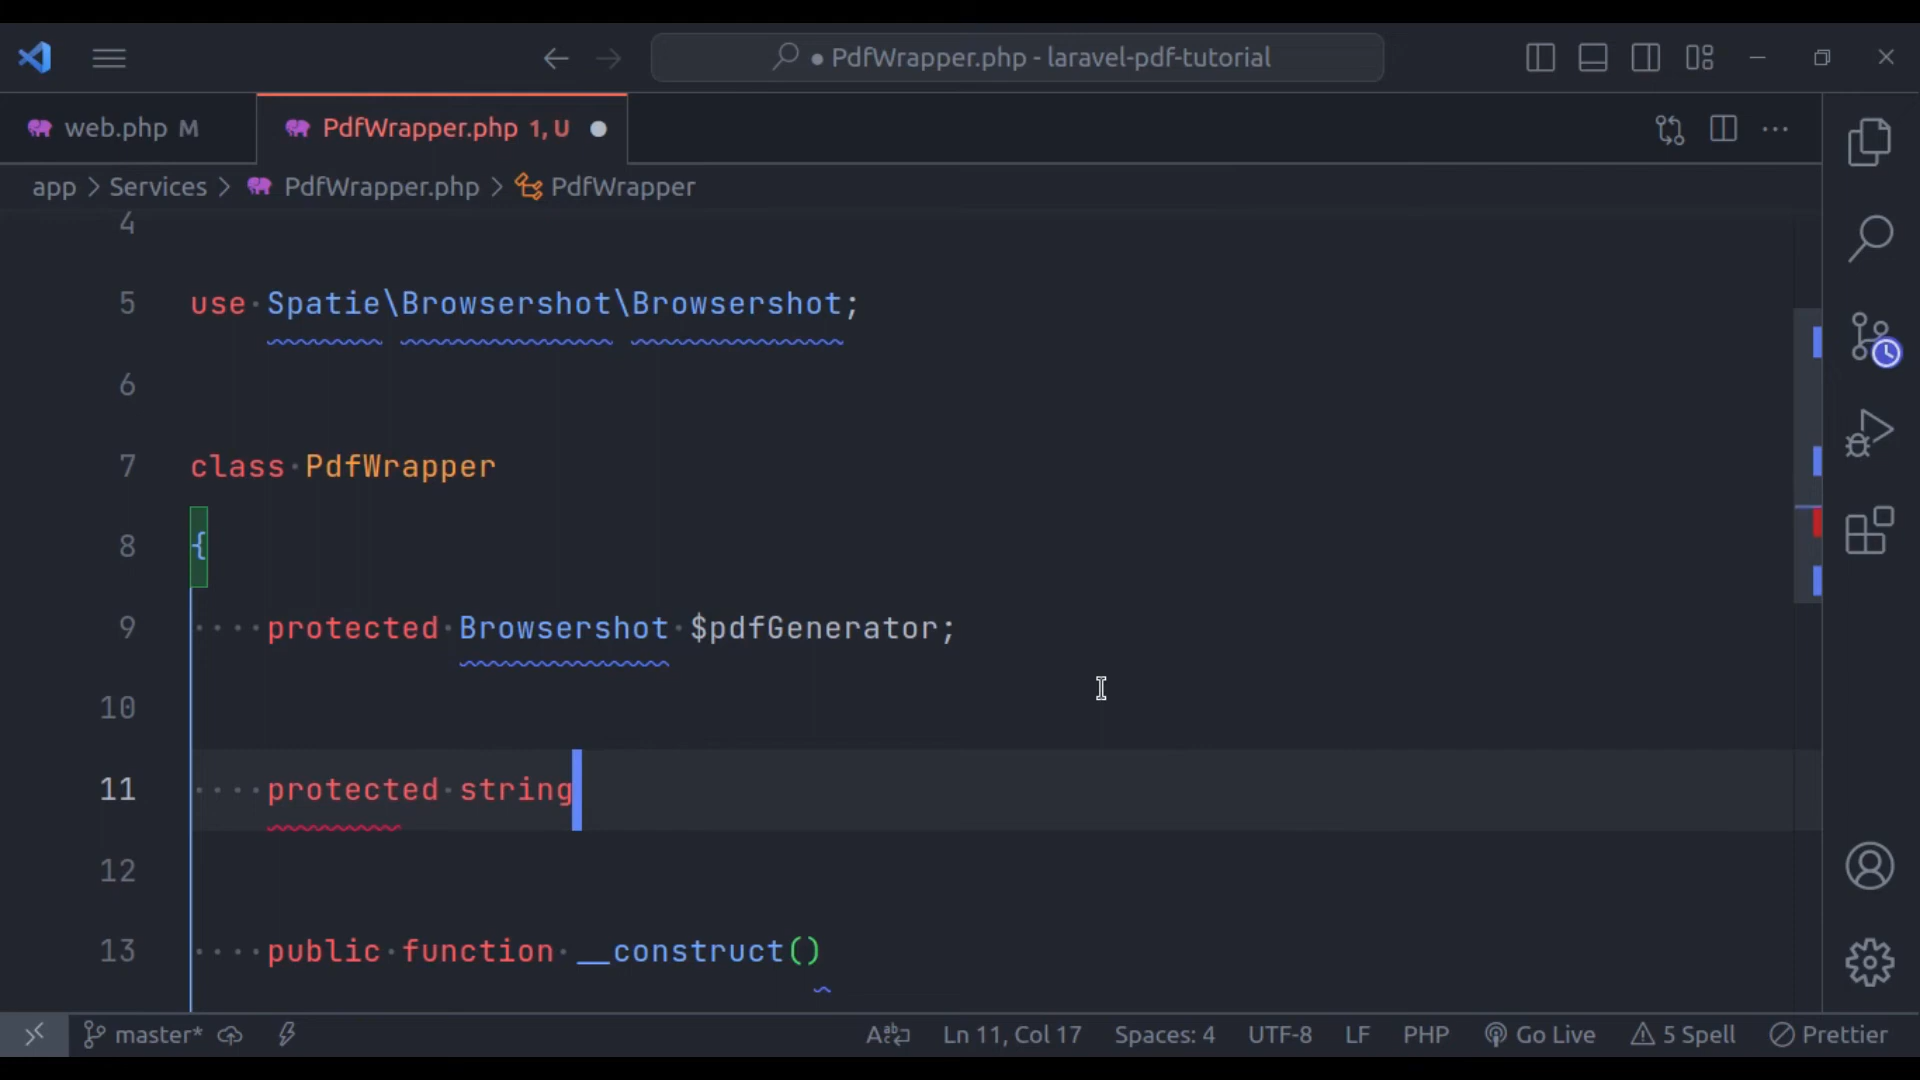 PdfWrapper.php - laravel-pdf-tutorial
web.php M
PdfWrapper.php 1, U
app > Services > PdfWrapper.php > PdfWrapper
4
5 use Spatie\Browsershot\Browsershot;
6
7 class PdfWrapper
8 {
9 protected Browsershot $pdfGenerator;
10
11 protected string
12
13 public function __construct()
master* Ln 11, Col 17 Spaces: 4 UTF-8 LF PHP Go Live 5 Spell Prettier